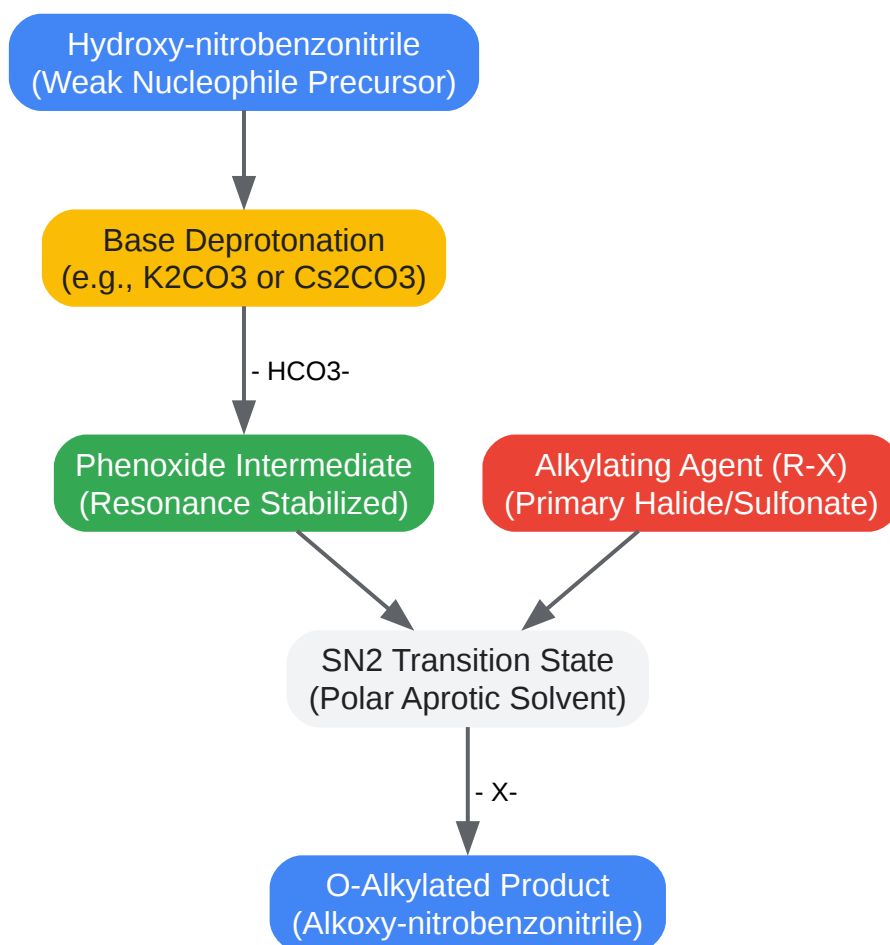 Hydroxy-nitrobenzonitrile
(Weak Nucleophile Precursor)
Base Deprotonation
(e.g., K2CO3 or Cs2CO3)
- HCO3-
Phenoxide Intermediate
(Resonance Stabilized)
Alkylating Agent (R-X)
(Primary Halide/Sulfonate)
SN2 Transition State
(Polar Aprotic Solvent)
- X-
O-Alkylated Product
(Alkoxy-nitrobenzonitrile)